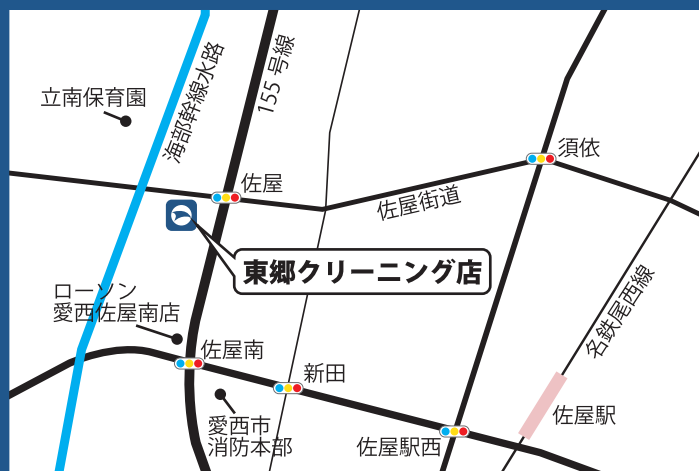 海部幹線水路
155 号線
立南保育園
須依
佐屋
佐屋街道
東郷クリーニング店
ローソン
愛西佐屋南店
名鉄尾西線
佐屋南
新田
佐屋駅
愛西市
消防本部
佐屋駅西